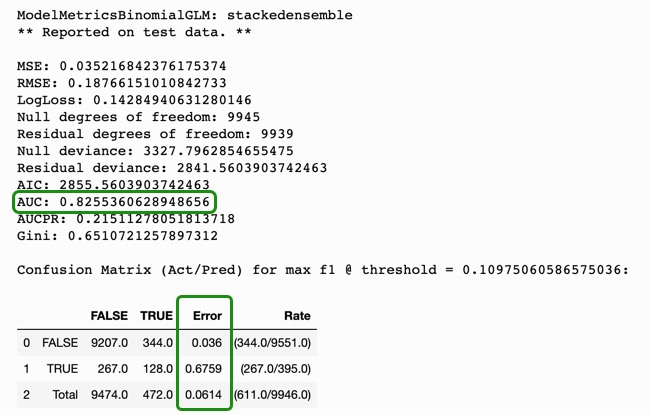 ModelMetricsBinomialGLM: stackedensemble
** Reported on test data. **
MSE: 0.035216842376175374
RMSE: 0.18766151010842733
LogLoss: 0.14284940631280146
Null degrees of freedom: 9945
Residual degrees of freedom: 9939
Null deviance: 3327.7962854655475
Residual deviance: 2841.5603903742463
AIC: 2855.5603903742463
AUC: 0.8255360628948656
AUCPR: 0.21511278051813718
Gini: 0.6510721257897312
Confusion Matrix (Act/Pred) for max f1 @ threshold = 0.10975060586575036:
FALSE TRUE Error Rate
0 FALSE 9207.0 344.0 0.036 (344.0/9551.0)
1 TRUE 267.0 128.0 0.6759 (267.0/395.0)
2 Total 9474.0 472.0 0.0614 (611.0/9946.0)